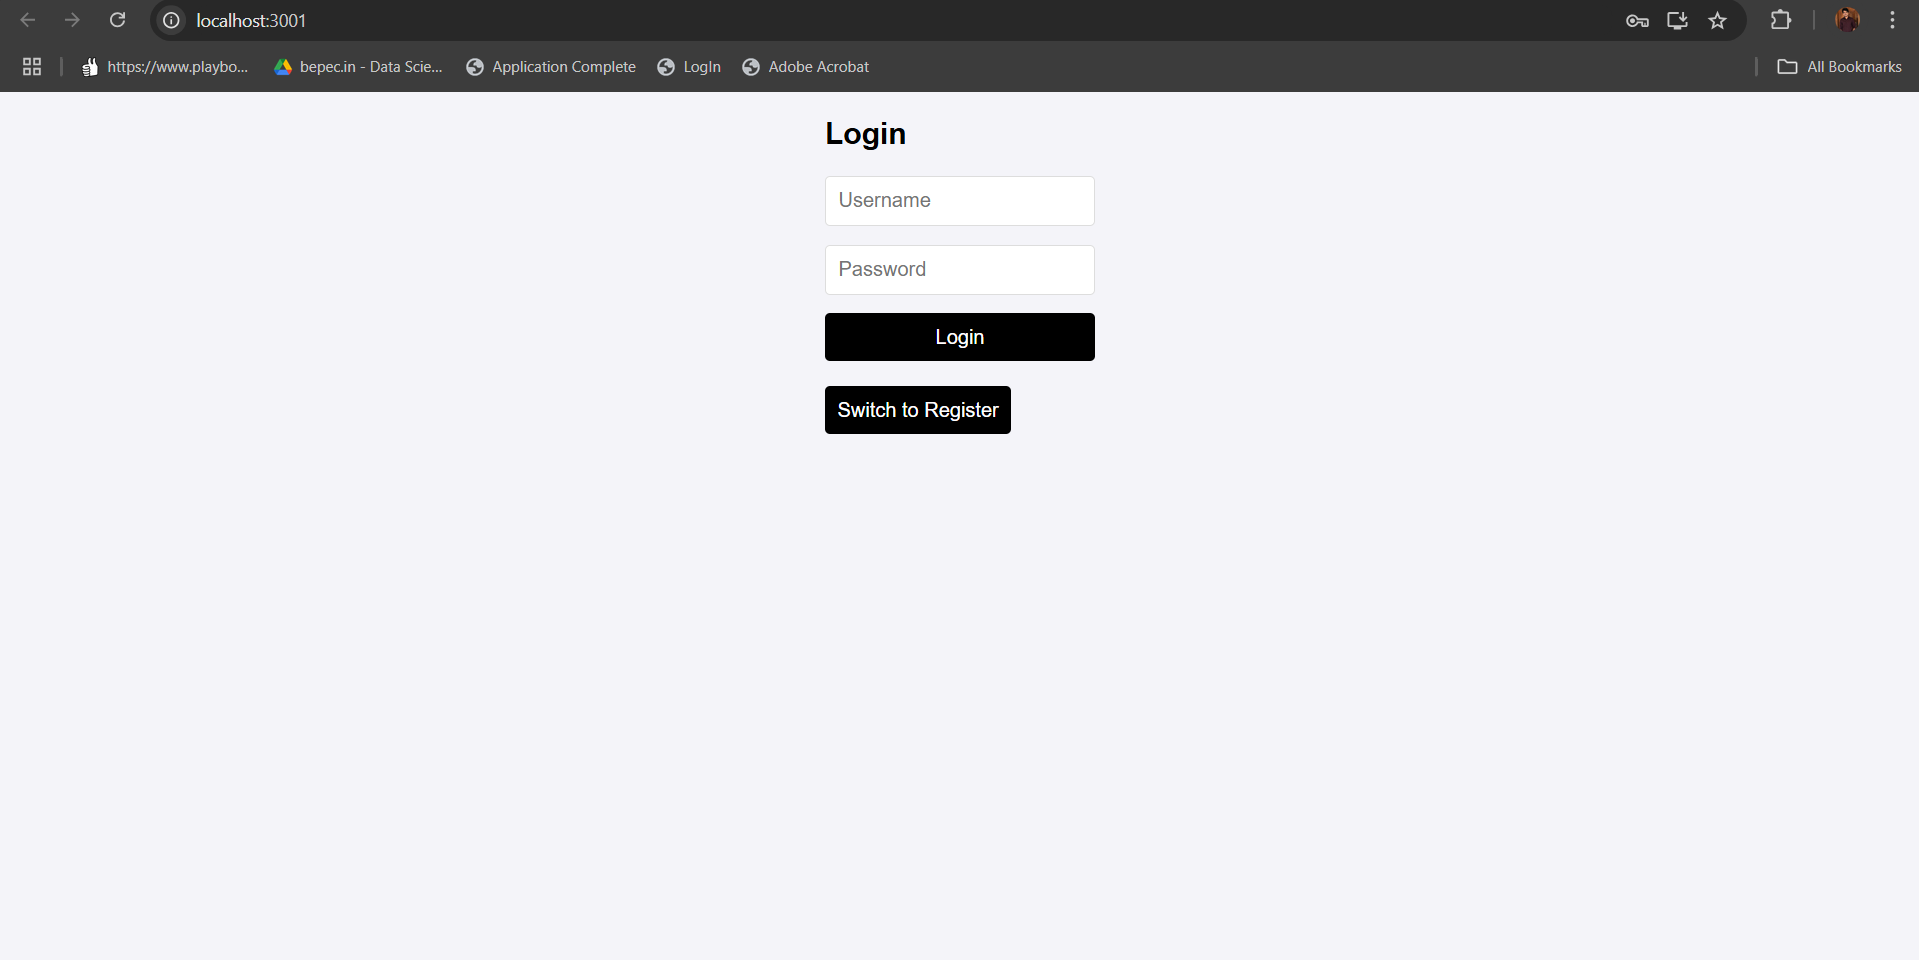 localhost:3001
https://www.playbo... bepec.in - Data Scie... Application Complete LogIn Adobe Acrobat All Bookmarks
Login
Username
Password
Login
Switch to Register